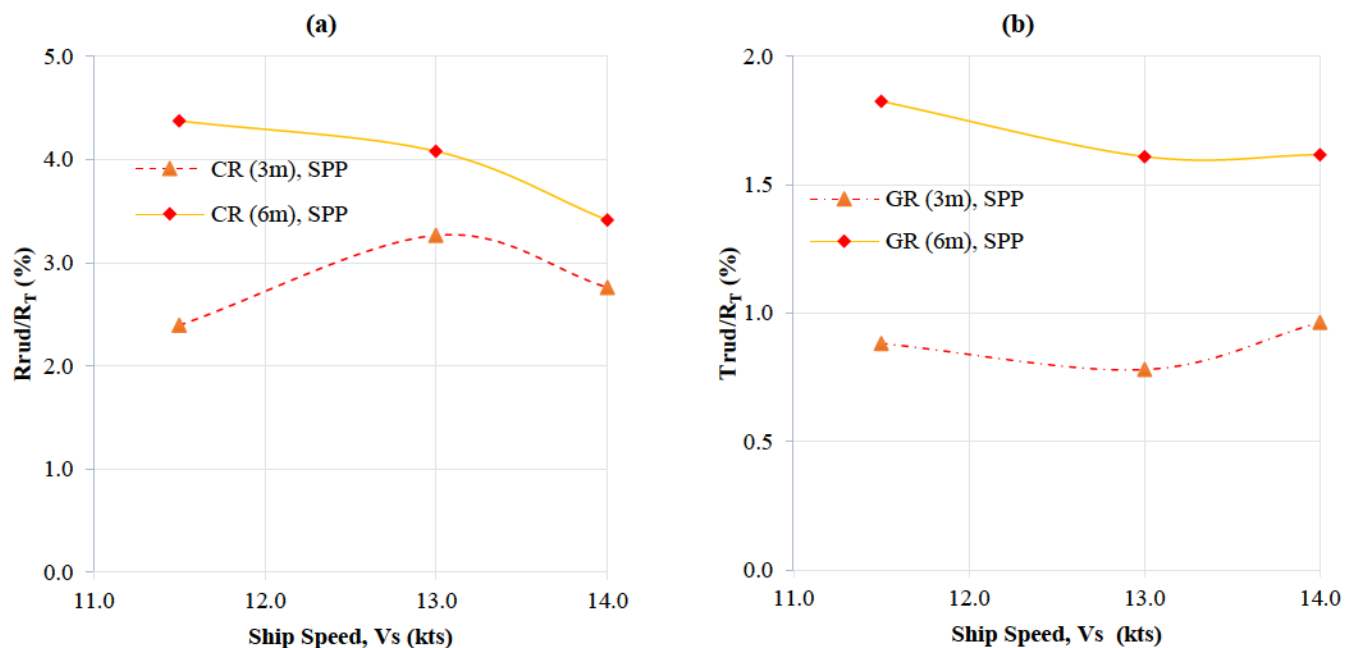 (a)
5.0
4.0
3.0
2.0
1.0
0.0
Rrud/R_T (%)
CR (3m), SPP
CR (6m), SPP
11.0 12.0 13.0 14.0
Ship Speed, Vs (kts)
(b)
2.0
1.5
1.0
0.5
0.0
Trud/R_T (%)
GR (3m), SPP
GR (6m), SPP
11.0 12.0 13.0 14.0
Ship Speed, Vs (kts)